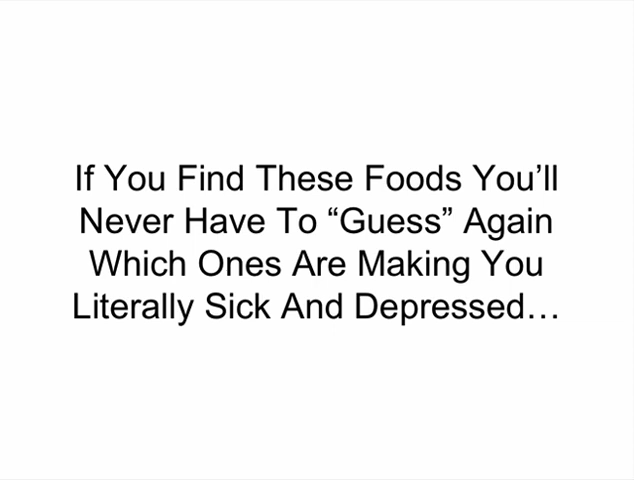 If You Find These Foods You’ll
Never Have To “Guess” Again
Which Ones Are Making You
Literally Sick And Depressed…